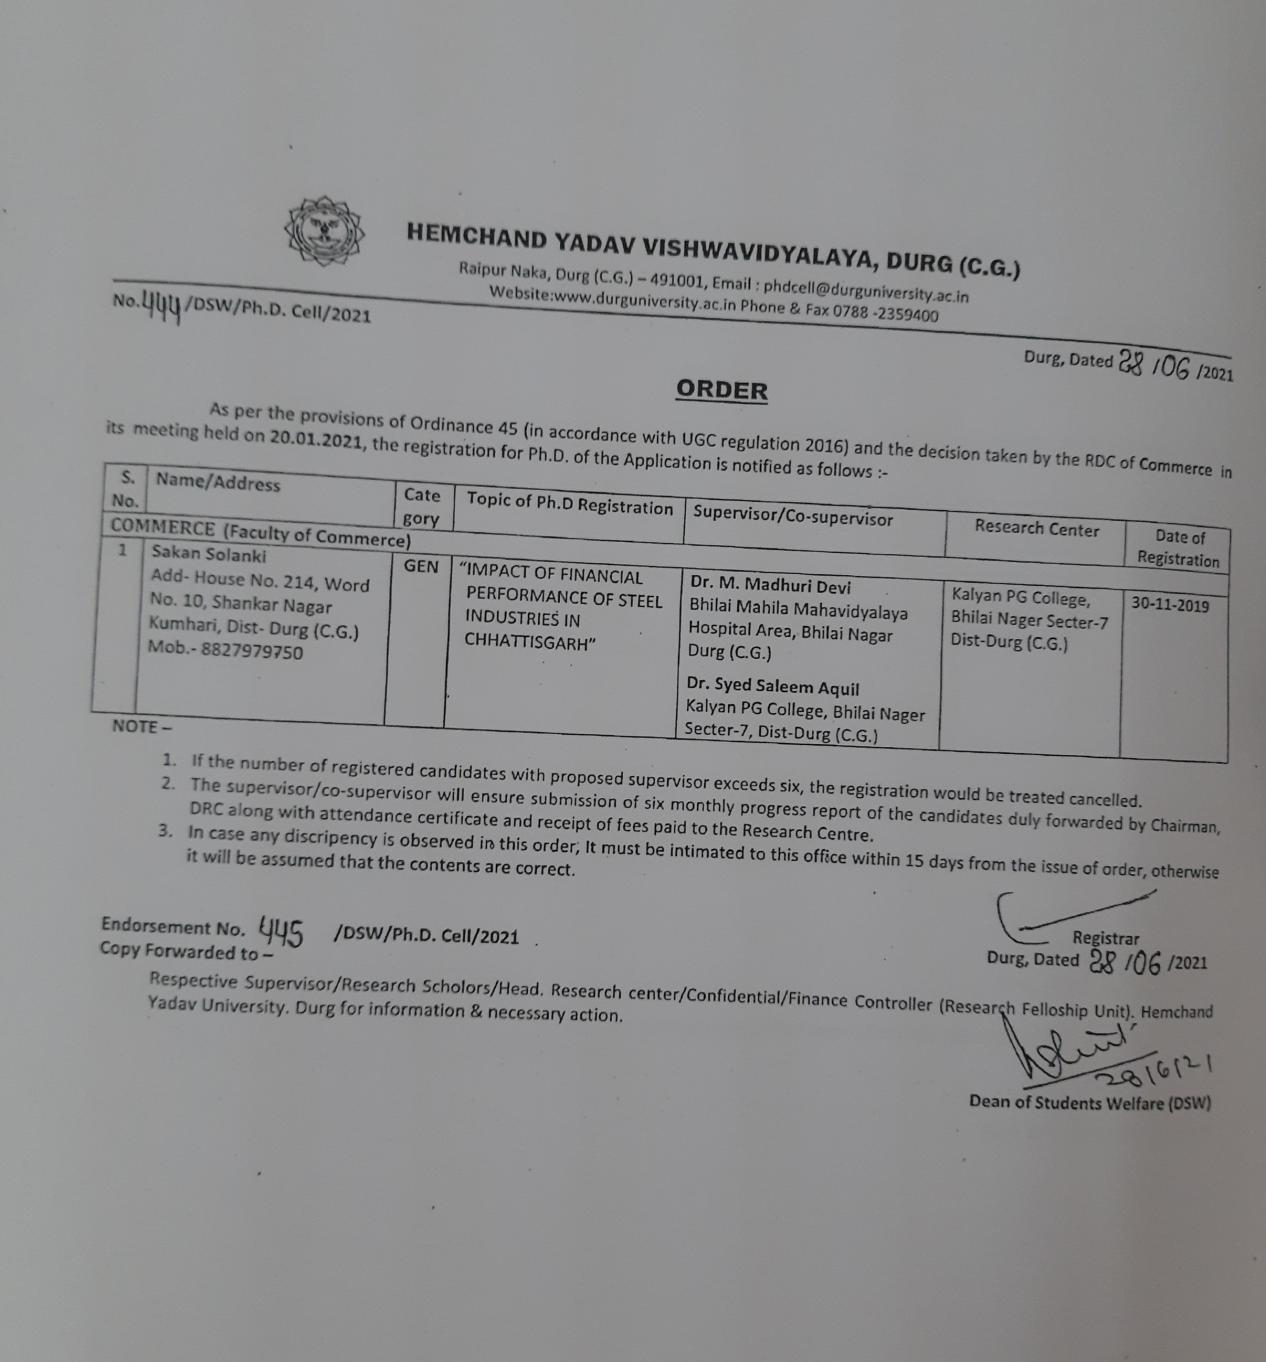 HEMCHAND YADAV VISHWAVIDYALAYA, DURG (C.G.)
Raipur Naka, Durg (C.G.) – 491001, Email : phdcell@durguniversity.ac.in
Website:www.durguniversity.ac.in Phone & Fax 0788 -2359400
No.444/DSW/Ph.D. Cell/2021
Durg, Dated 28/06/2021
ORDER
As per the provisions of Ordinance 45 (in accordance with UGC regulation 2016) and the decision taken by the RDC of Commerce in
its meeting held on 20.01.2021, the registration for Ph.D. of the Application is notified as follows :-
S. No. Name/Address Cate gory Topic of Ph.D Registration Supervisor/Co-supervisor Research Center Date of Registration
COMMERCE (Faculty of Commerce)
1 Sakan Solanki
Add- House No. 214, Word
No. 10, Shankar Nagar
Kumhari, Dist- Durg (C.G.)
Mob.- 8827979750
GEN
"IMPACT OF FINANCIAL
PERFORMANCE OF STEEL
INDUSTRIES IN
CHHATTISGARH"
Dr. M. Madhuri Devi
Bhilai Mahila Mahavidyalaya
Hospital Area, Bhilai Nagar
Durg (C.G.)
Dr. Syed Saleem Aquil
Kalyan PG College, Bhilai Nager
Secter-7, Dist-Durg (C.G.)
Kalyan PG College,
Bhilai Nager Secter-7
Dist-Durg (C.G.)
30-11-2019
NOTE –
1. If the number of registered candidates with proposed supervisor exceeds six, the registration would be treated cancelled.
2. The supervisor/co-supervisor will ensure submission of six monthly progress report of the candidates duly forwarded by Chairman,
DRC along with attendance certificate and receipt of fees paid to the Research Centre.
3. In case any discripency is observed in this order, It must be intimated to this office within 15 days from the issue of order, otherwise
it will be assumed that the contents are correct.
Registrar
Endorsement No. 445 /DSW/Ph.D. Cell/2021
Durg, Dated 28/06/2021
Copy Forwarded to –
Respective Supervisor/Research Scholors/Head. Research center/Confidential/Finance Controller (Research Felloship Unit). Hemchand
Yadav University. Durg for information & necessary action.
28/6/21
Dean of Students Welfare (DSW)